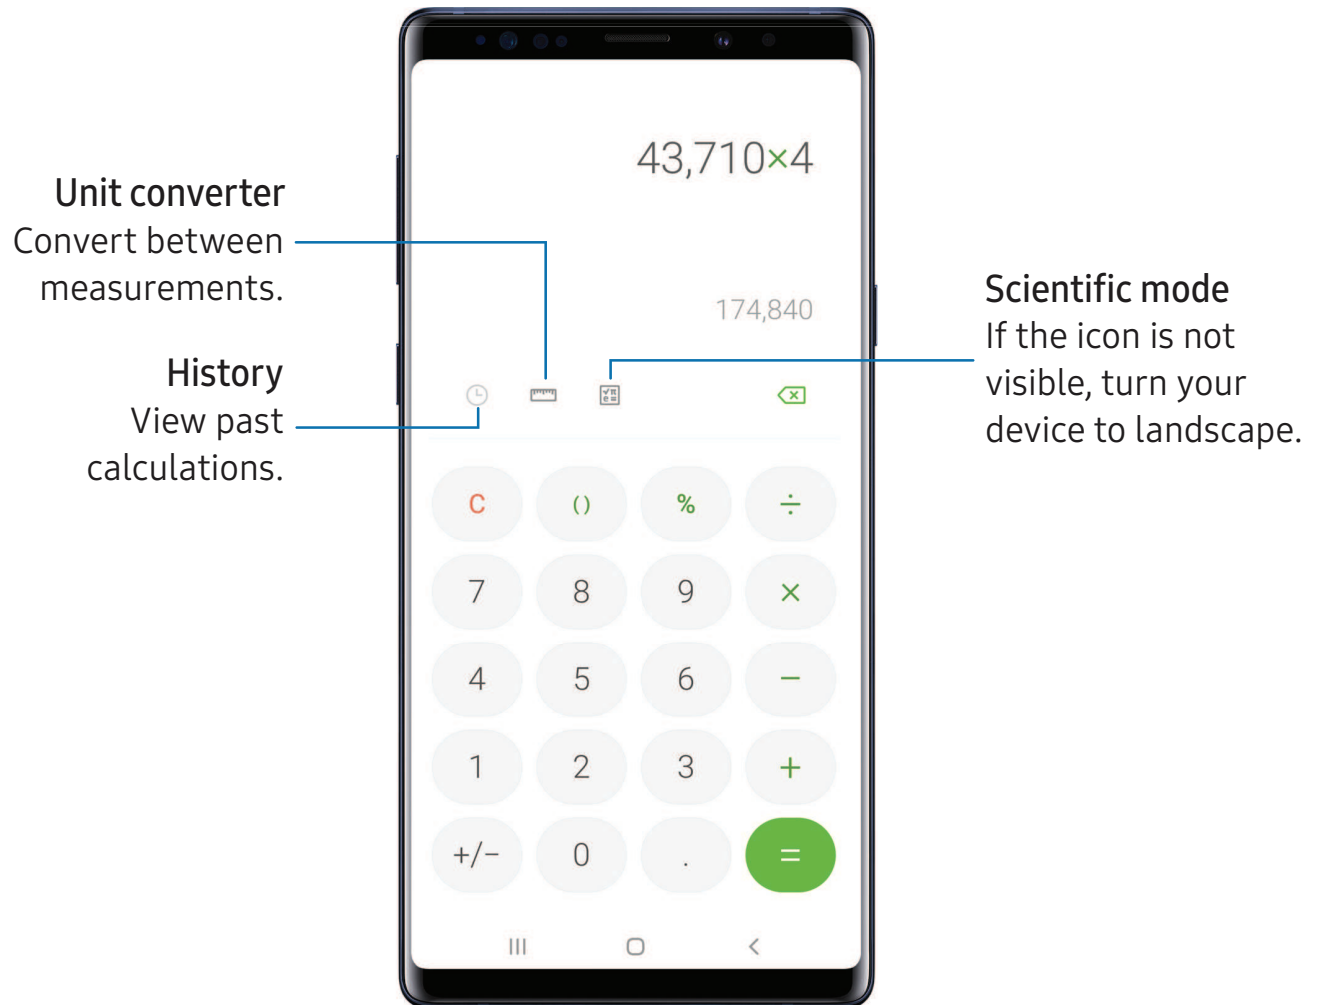 Unit converter
Convert between
measurements.
History
View past
calculations.
43,710×4
174,840
C () % ÷
7 8 9 ×
4 5 6 −
1 2 3 +
+/− 0 . =
Scientific mode
If the icon is not
visible, turn your
device to landscape.